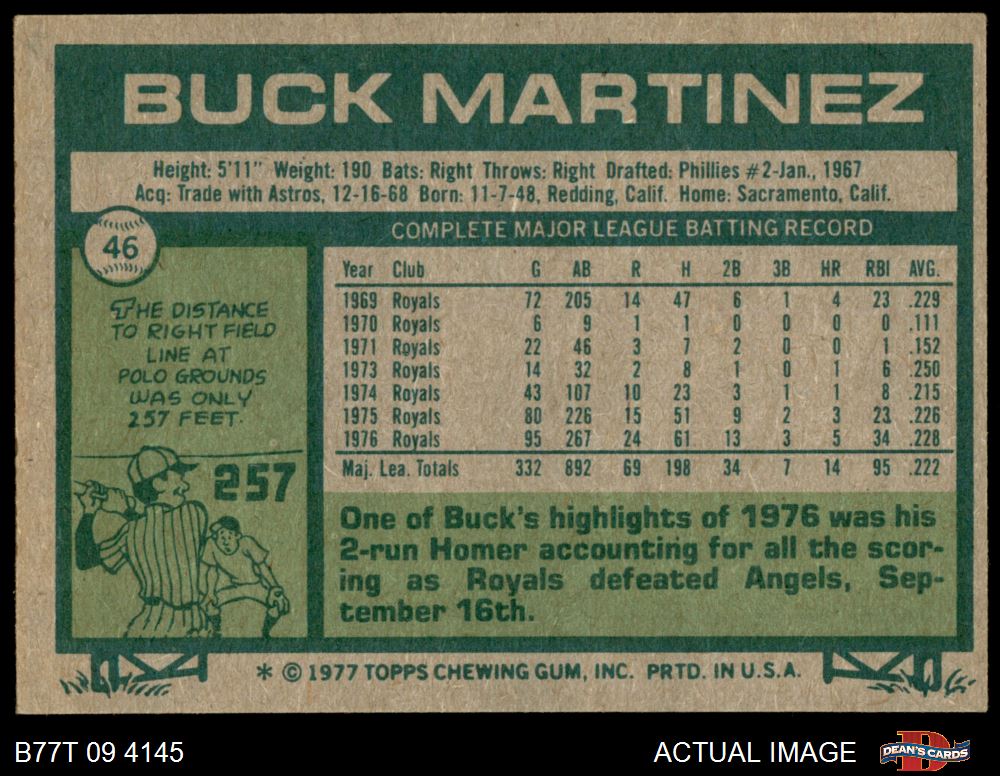 BUCK MARTINEZ
Height: 5'11" Weight: 190 Bats: Right Throws: Right Drafted: Phillies #2-Jan., 1967
Acq: Trade with Astros, 12-16-68 Born: 11-7-48, Redding, Calif. Home: Sacramento, Calif.
46
THE DISTANCE
TO RIGHT FIELD
LINE AT
POLO GROUNDS
WAS ONLY
257 FEET.
257
COMPLETE MAJOR LEAGUE BATTING RECORD
Year Club G AB R H 2B 3B HR RBI AVG.
1969 Royals 72 205 14 47 6 1 4 23 .229
1970 Royals 6 9 1 1 0 0 0 0 .111
1971 Royals 22 46 3 7 2 0 0 1 .152
1973 Royals 14 32 2 8 1 0 1 6 .250
1974 Royals 43 107 10 23 3 1 1 8 .215
1975 Royals 80 226 15 51 9 2 3 23 .226
1976 Royals 95 267 24 61 13 3 5 34 .228
Maj. Lea. Totals 332 892 69 198 34 7 14 95 .222
One of Buck's highlights of 1976 was his
2-run Homer accounting for all the scor-
ing as Royals defeated Angels, Sep-
tember 16th.
* © 1977 TOPPS CHEWING GUM, INC. PRTD. IN U.S.A.
B77T 09 4145
ACTUAL IMAGE
DEAN'S CARDS